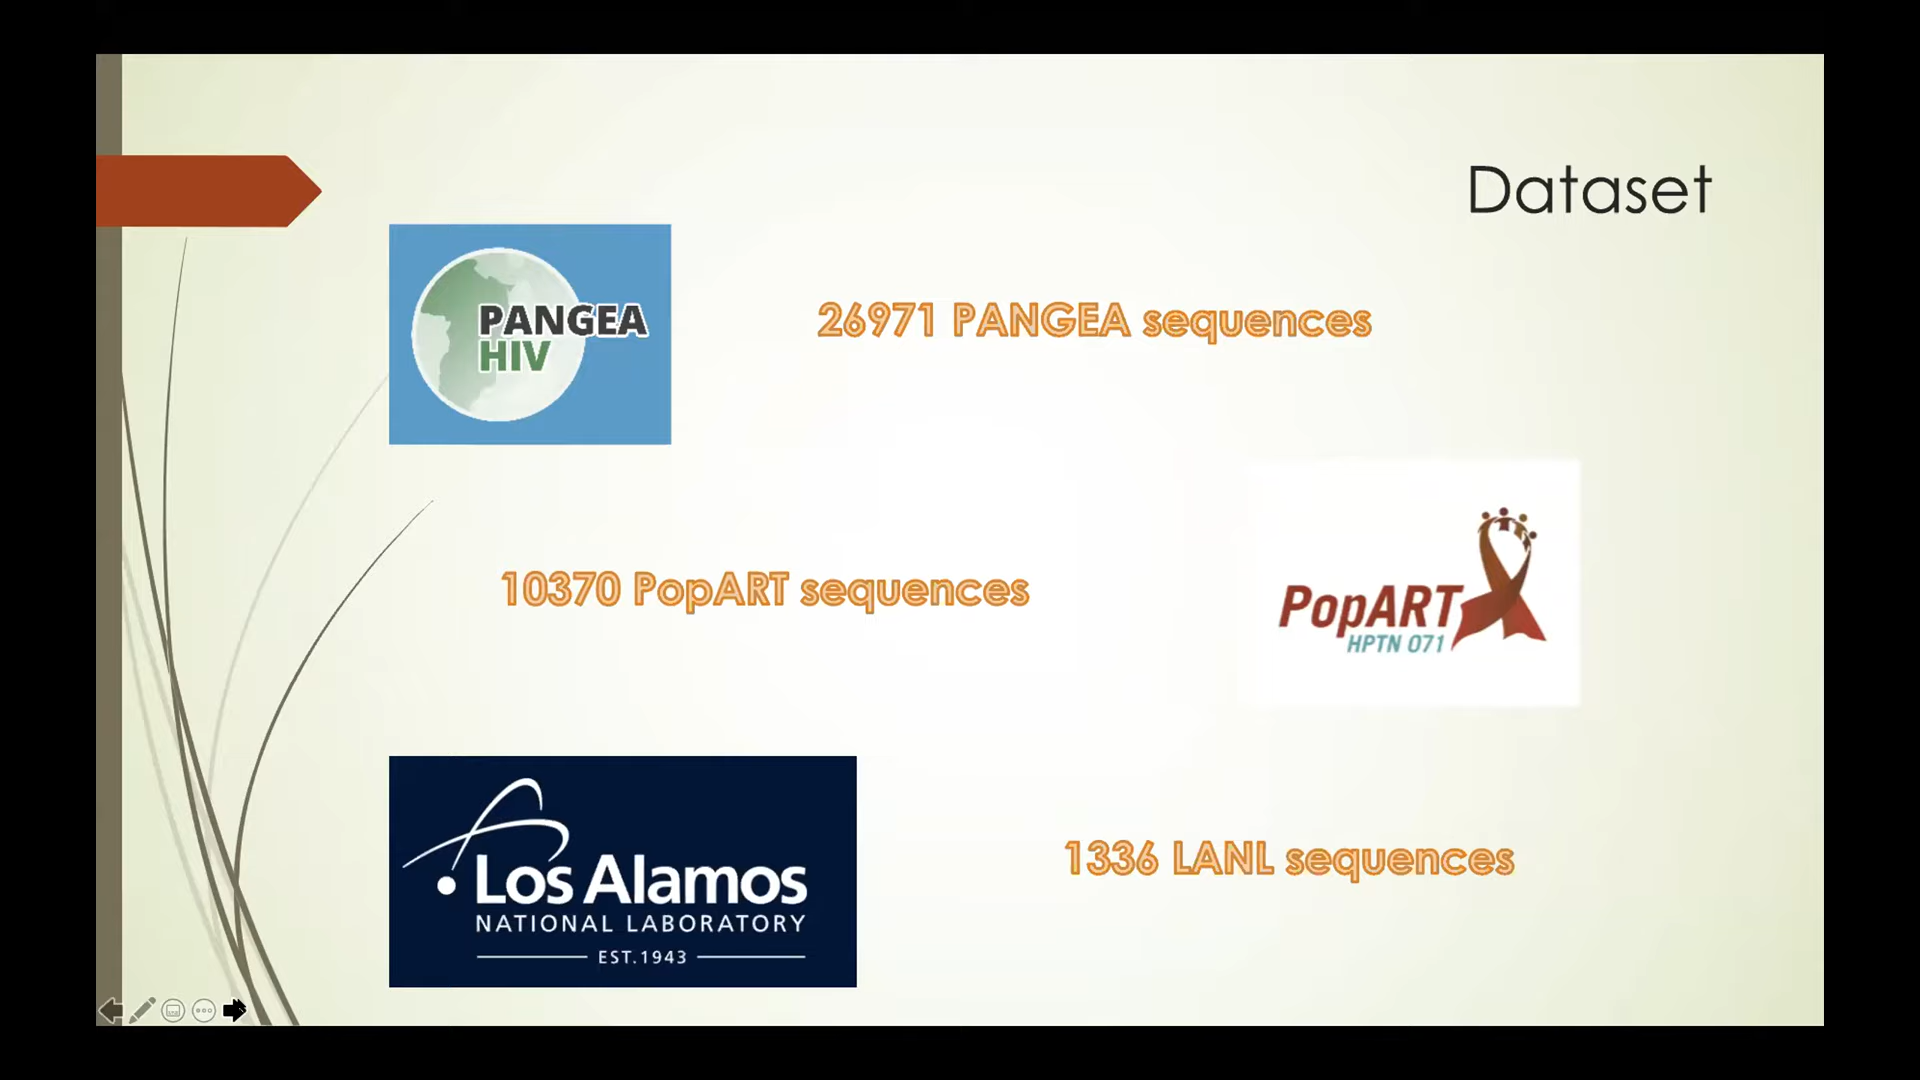 Dataset
PANGEA
HIV
26971 PANGEA sequences
10370 PopART sequences
PopART
HPTN 071
Los Alamos
NATIONAL LABORATORY
EST.1943
1336 LANL sequences